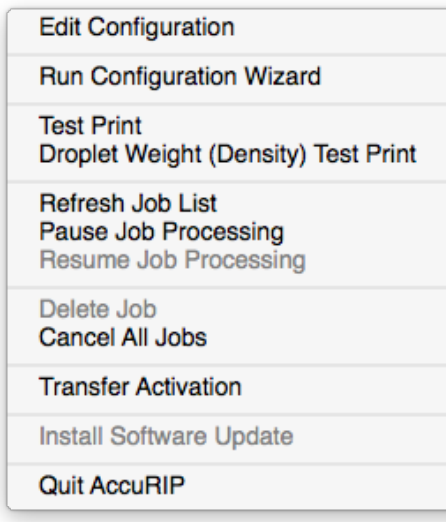 Edit Configuration
Run Configuration Wizard
Test Print
Droplet Weight (Density) Test Print
Refresh Job List
Pause Job Processing
Resume Job Processing
Delete Job
Cancel All Jobs
Transfer Activation
Install Software Update
Quit AccuRIP